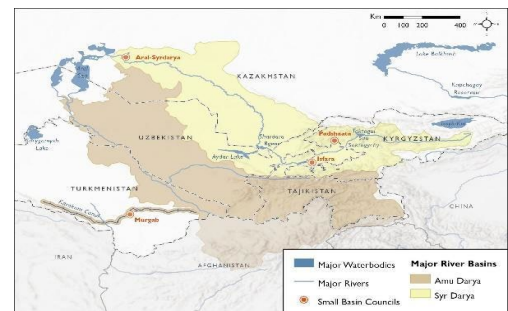 Km
0 100 200 400
Aral-Syrdarya
KAZAKHSTAN
Lake Balkhash
Kapchagay
Reservoir
UZBEKISTAN
Padshaata
KYRGYZSTAN
Aydar Lake
Isfara
Lake
TURKMENISTAN
TAJIKISTAN
Karakum Canal
Murgab
CHINA
IRAN
AFGHANISTAN
Major Waterbodies
Major Rivers
Small Basin Councils
Major River Basins
Amu Darya
Syr Darya